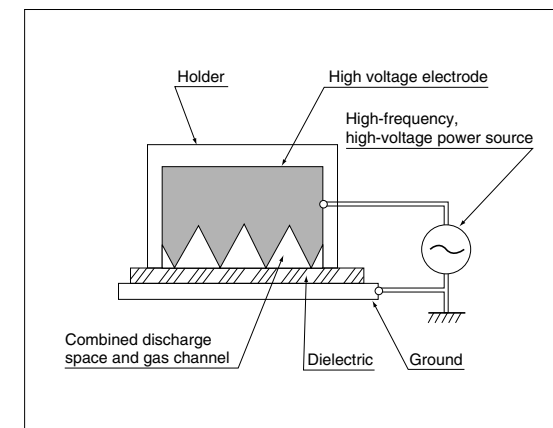 Holder
High voltage electrode
High-frequency,
high-voltage power source
Combined discharge
space and gas channel
Dielectric
Ground